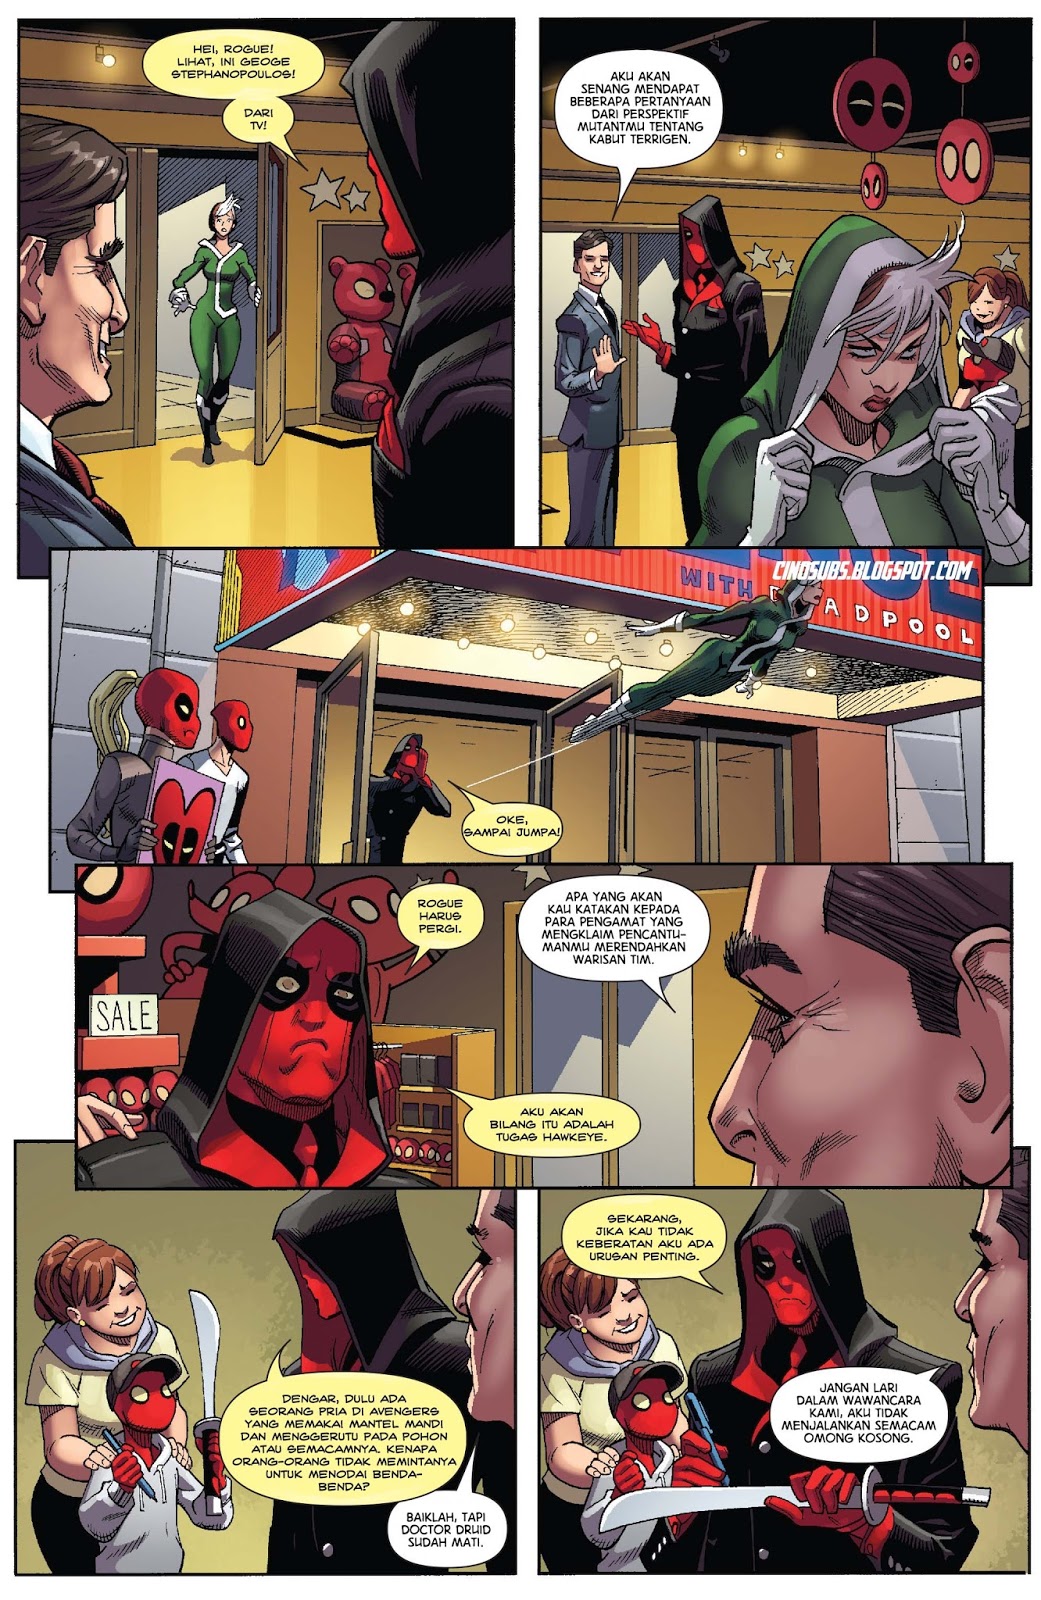 HEI, ROGUE!
LIHAT, INI GEOGE
STEPHANOPOULOS!
DARI
TV!
AKU AKAN
SENANG MENDAPAT
BEBERAPA PERTANYAAN
DARI PERSPEKTIF
MUTANTMU TENTANG
KABUT TERRIGEN.
CINOSUBS.BLOGSPOT.COM
WITH DEADPOOL
OKE,
SAMPAI JUMPA!
ROGUE
HARUS
PERGI.
APA YANG AKAN
KAU KATAKAN KEPADA
PARA PENGAMAT YANG
MENGKLAIM PENCANTU-
MANMU MERENDAHKAN
WARISAN TIM.
SALE
AKU AKAN
BILANG ITU ADALAH
TUGAS HAWKEYE.
DENGAR, DULU ADA
SEORANG PRIA DI AVENGERS
YANG MEMAKAI MANTEL MANDI
DAN MENGGERUTU PADA POHON
ATAU SEMACAMNYA. KENAPA
ORANG-ORANG TIDAK MEMINTANYA
UNTUK MENODAI BENDA-
BENDA?
BAIKLAH, TAPI
DOCTOR DRUID
SUDAH MATI.
SEKARANG,
JIKA KAU TIDAK
KEBERATAN AKU ADA
URUSAN PENTING.
JANGAN LARI
DALAM WAWANCARA
KAMI, AKU TIDAK
MENJALANKAN SEMACAM
OMONG KOSONG.